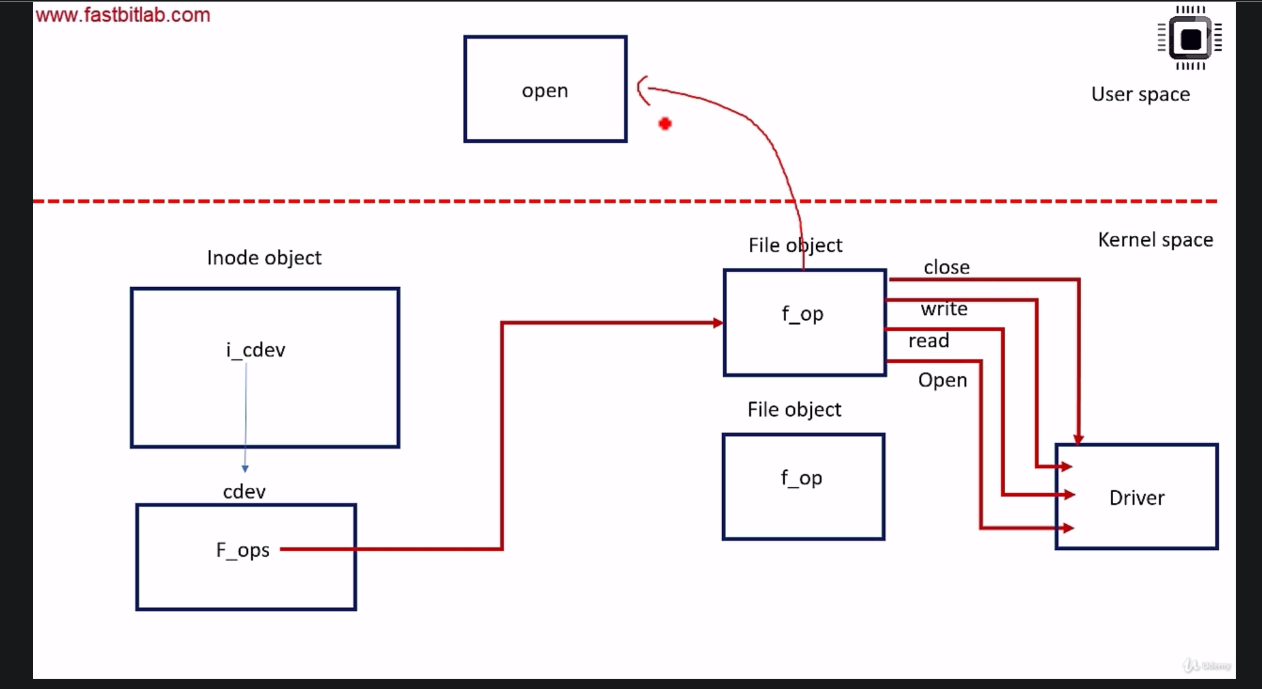 www.fastbitlab.com
open
User space
Kernel space
Inode object
File object
close
f_op
write
read
i_cdev
Open
File object
f_op
cdev
Driver
F_ops
Udemy